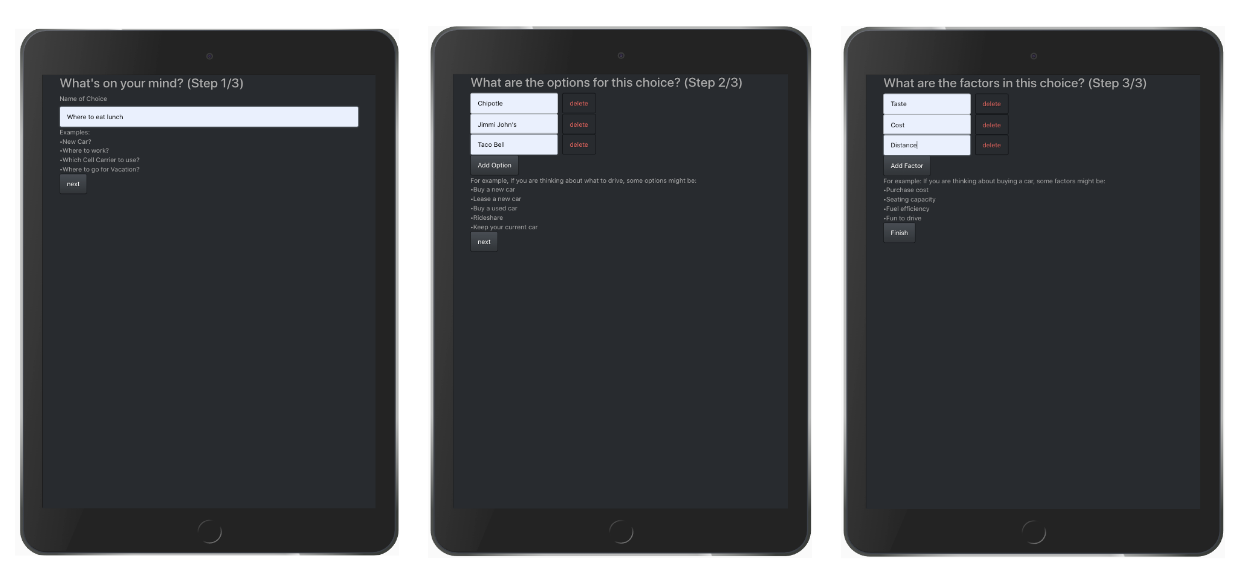 What's on your mind? (Step 1/3)
Name of Choice
Where to eat lunch
Examples:
•New Car?
•Where to work?
•Which Cell Carrier to use?
•Where to go for Vacation?
next
What are the options for this choice? (Step 2/3)
Chipotle
delete
Jimmi John's
delete
Taco Bell
delete
Add Option
For example, if you are thinking about what to drive, some options might be:
•Buy a new car
•Lease a new car
•Buy a used car
•Rideshare
•Keep your current car
next
What are the factors in this choice? (Step 3/3)
Taste
delete
Cost
delete
Distance
delete
Add Factor
For example: If you are thinking about buying a car, some factors might be:
•Purchase cost
•Seating capacity
•Fuel efficiency
•Fun to drive
Finish